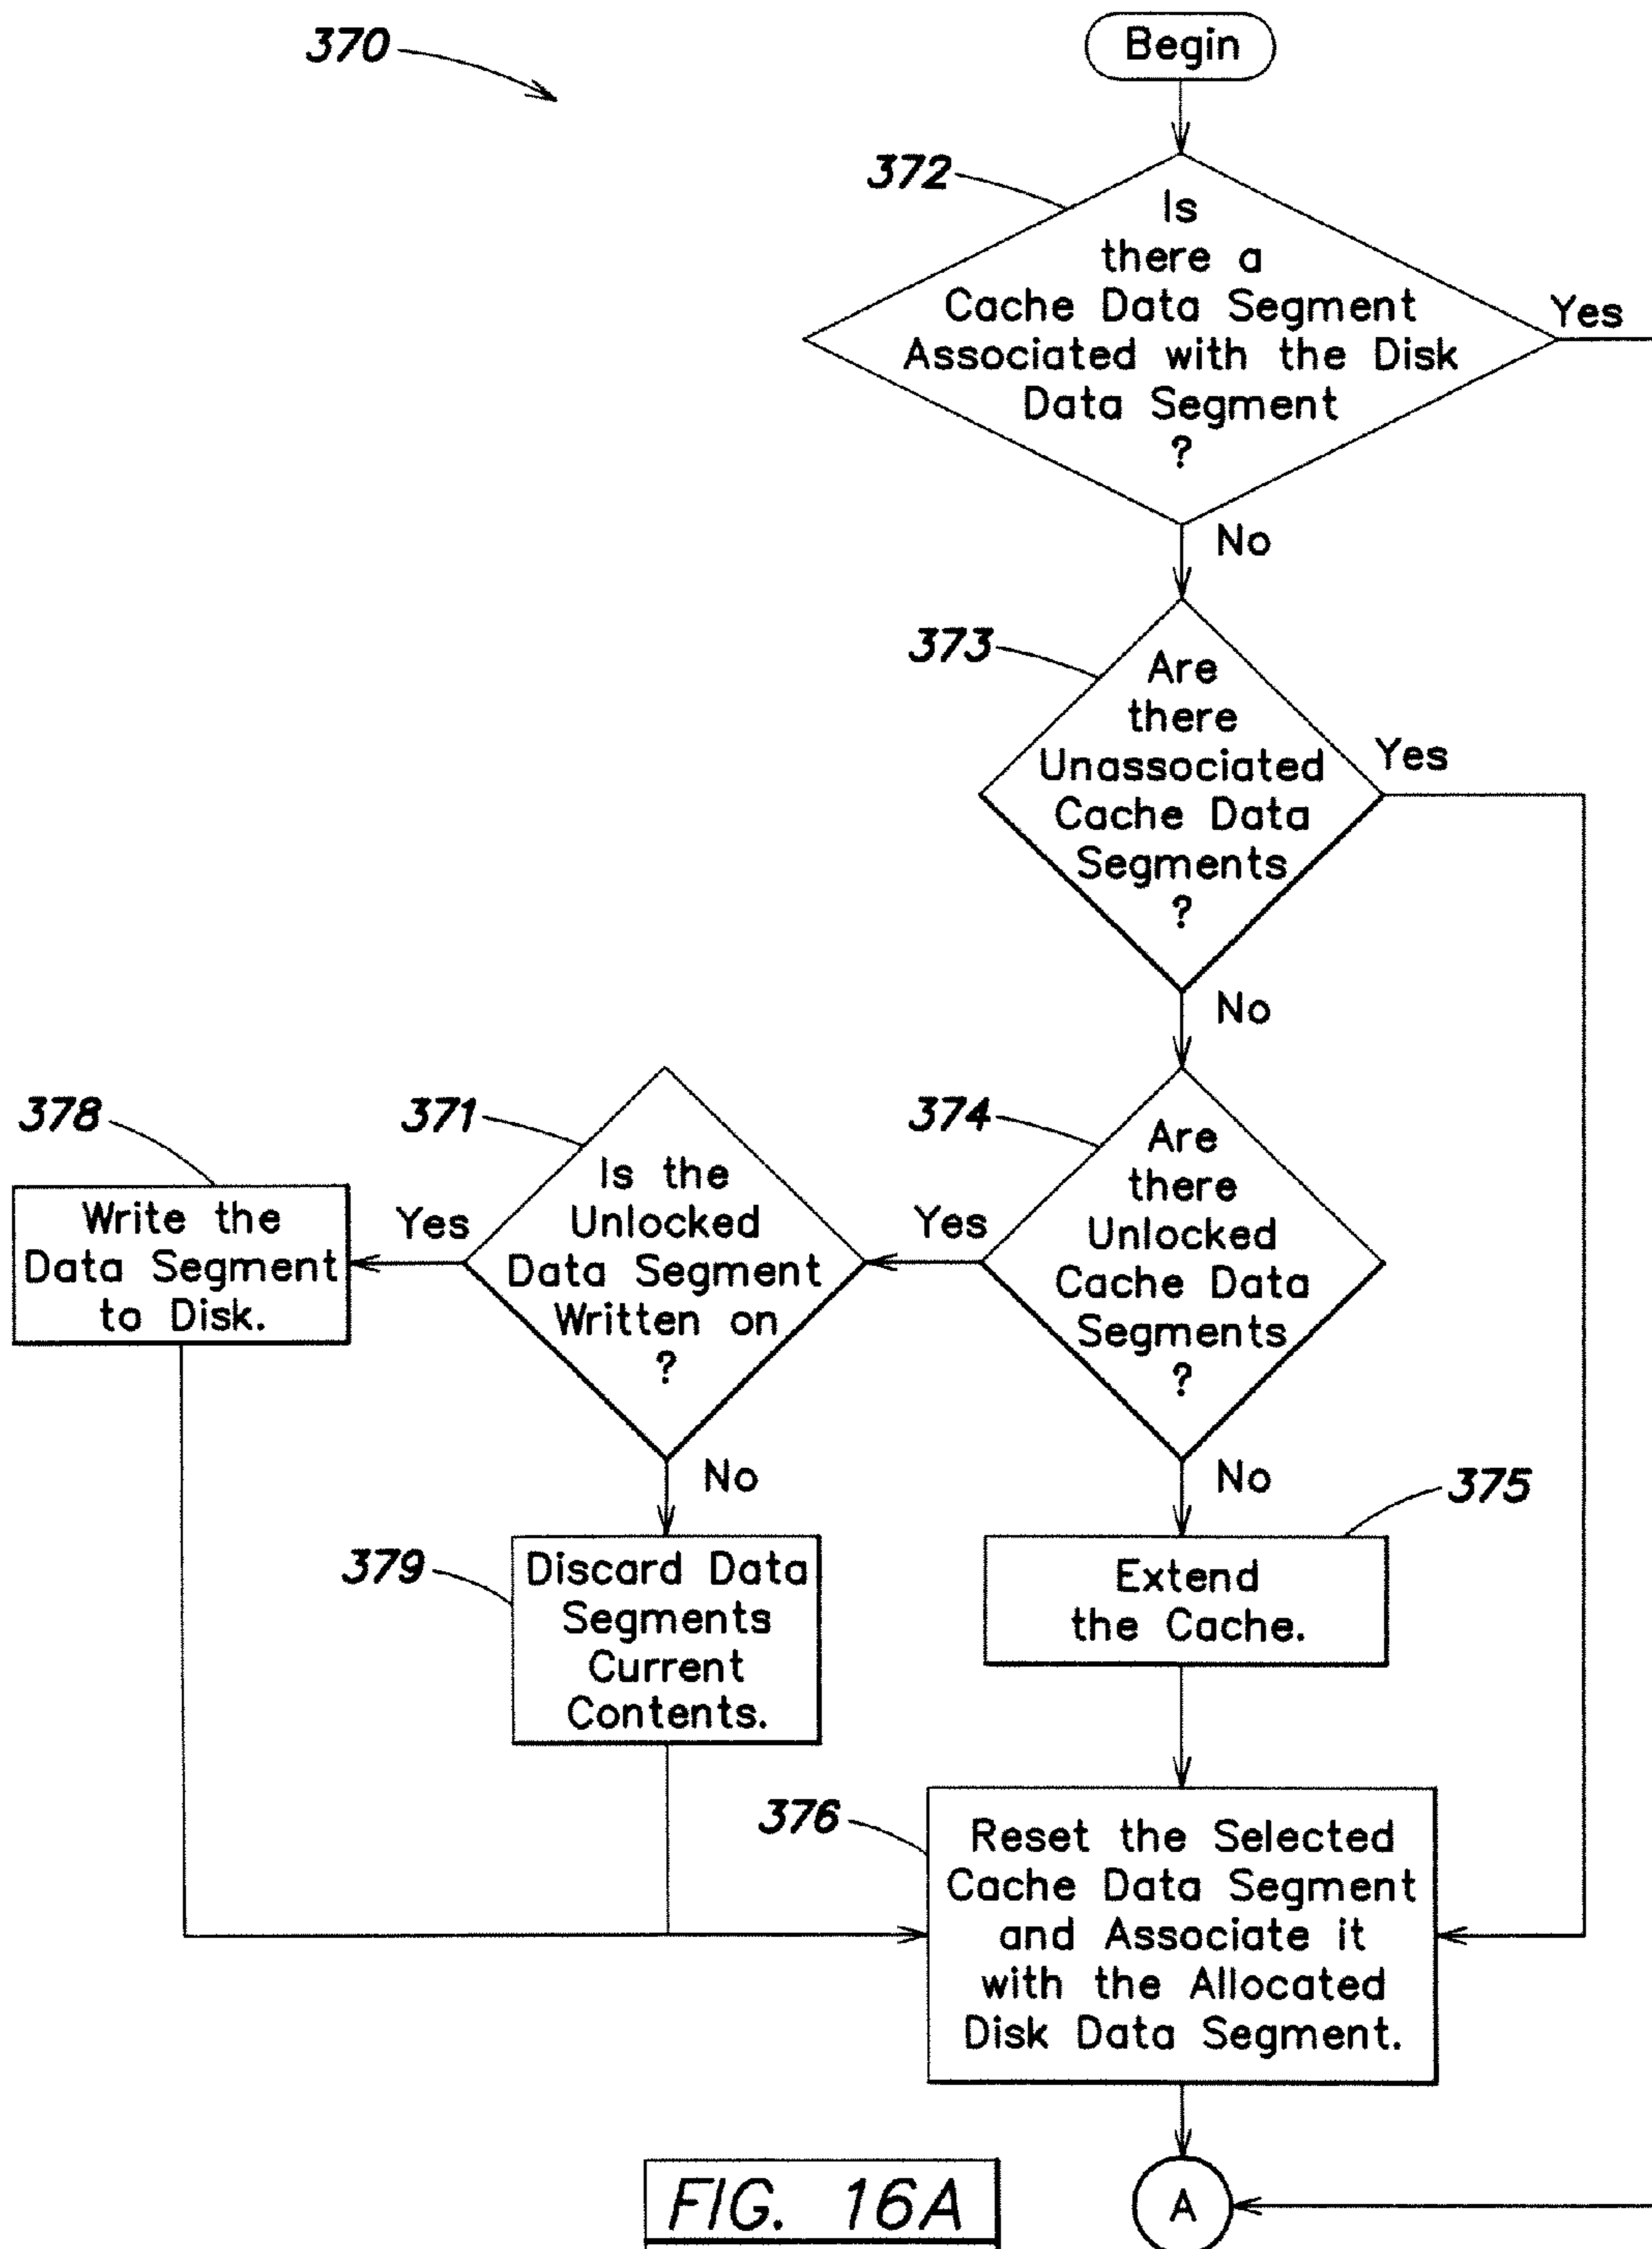 370
Begin
372
Is
there a
Cache Data Segment
Associated with the Disk
Data Segment
?
Yes
No
373
Are
there
Unassociated
Cache Data
Segments
?
Yes
No
374
Are
there
Unlocked
Cache Data
Segments
?
Yes
371
Is the
Unlocked
Data Segment
Written on
?
Yes
378
Write the
Data Segment
to Disk.
No
379
Discard Data
Segments
Current
Contents.
No
375
Extend
the Cache.
376
Reset the Selected
Cache Data Segment
and Associate it
with the Allocated
Disk Data Segment.
A
FIG. 16A